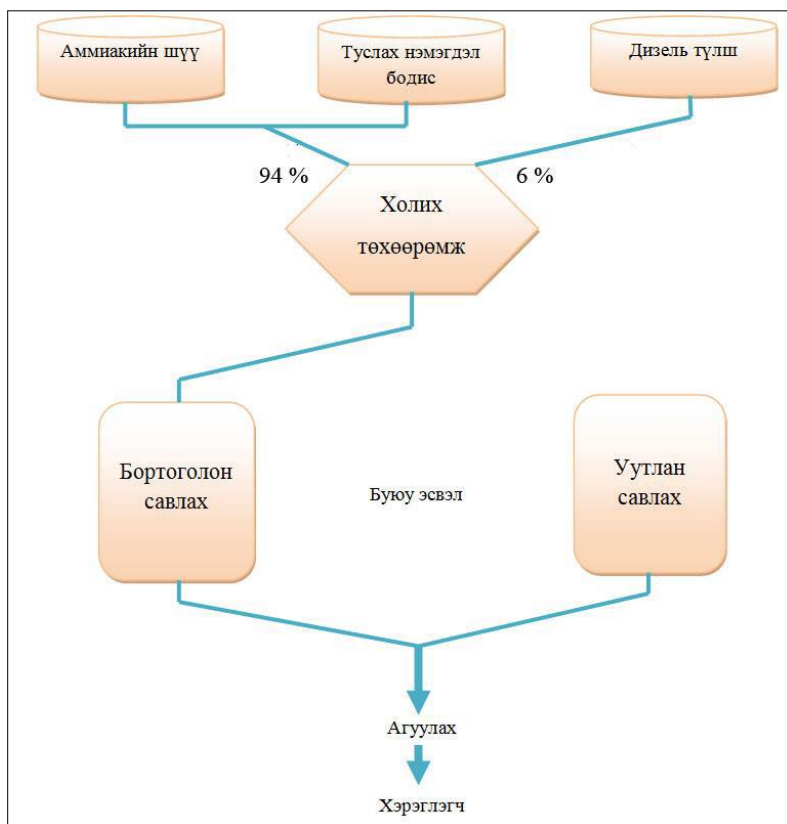 Аммиакийн шүү
Туслах нэмэгдэл
бодис
Дизель түлш
94 %
6 %
Холих
төхөөрөмж
Бортоголон
савлах
Буюу эсвэл
Уутлан
савлах
Агуулах
Хэрэглэгч